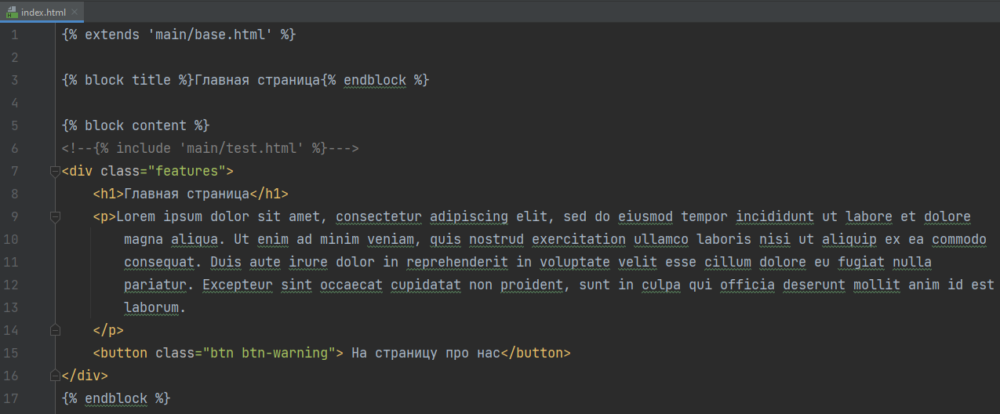 index.html
1 {% extends 'main/base.html' %}
2
3 {% block title %}Главная страница{% endblock %}
4
5 {% block content %}
6 <!--{% include 'main/test.html' %}--->
7 <div class="features">
8 <h1>Главная страница</h1>
9 <p>Lorem ipsum dolor sit amet, consectetur adipiscing elit, sed do eiusmod tempor incididunt ut labore et dolore
10 magna aliqua. Ut enim ad minim veniam, quis nostrud exercitation ullamco laboris nisi ut aliquip ex ea commodo
11 consequat. Duis aute irure dolor in reprehenderit in voluptate velit esse cillum dolore eu fugiat nulla
12 pariatur. Excepteur sint occaecat cupidatat non proident, sunt in culpa qui officia deserunt mollit anim id est
13 laborum.
14 </p>
15 <button class="btn btn-warning"> На страницу про нас</button>
16 </div>
17 {% endblock %}